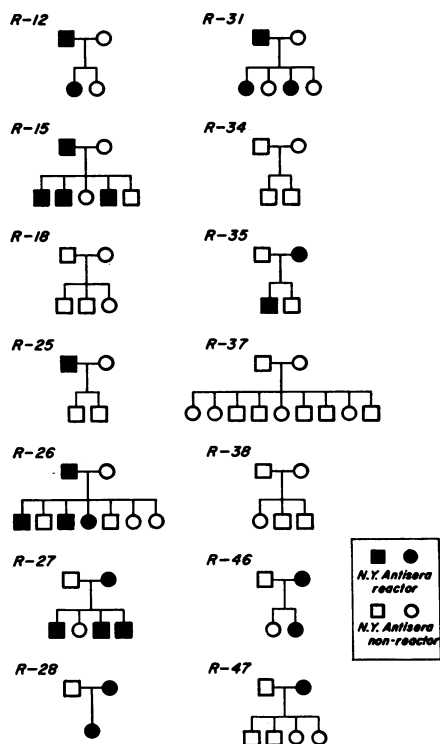 R-12
R-31
R-15
R-34
R-18
R-35
R-25
R-37
R-26
R-38
R-27
R-46
R-28
R-47
N.Y. Antisera
reactor
N.Y. Antisera
non-reactor